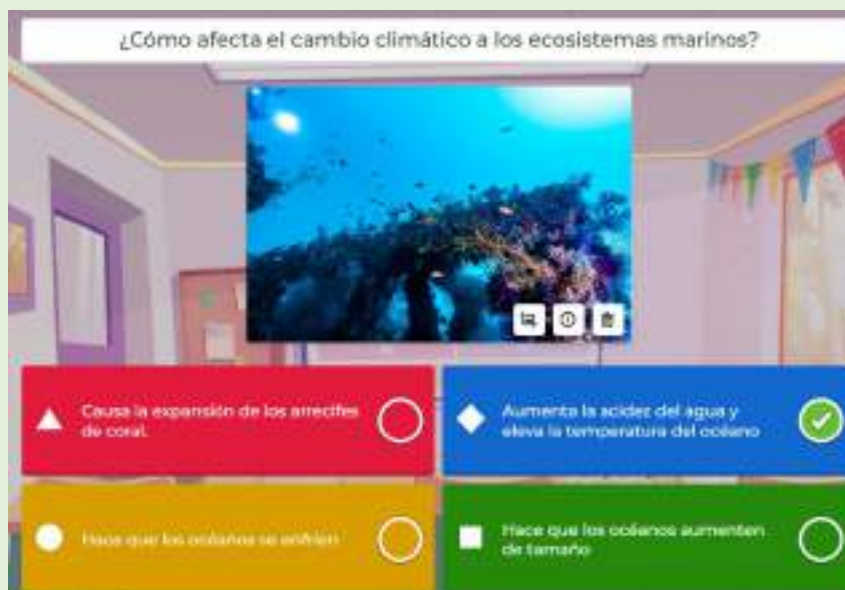 ¿Cómo afecta el cambio climático a los ecosistemas marinos?
Causa la expansión de los arrecifes
de coral.
Aumenta la acidez del agua y
eleva la temperatura del océano
Hace que los océanos se enfríen
Hace que los océanos aumenten
de tamaño